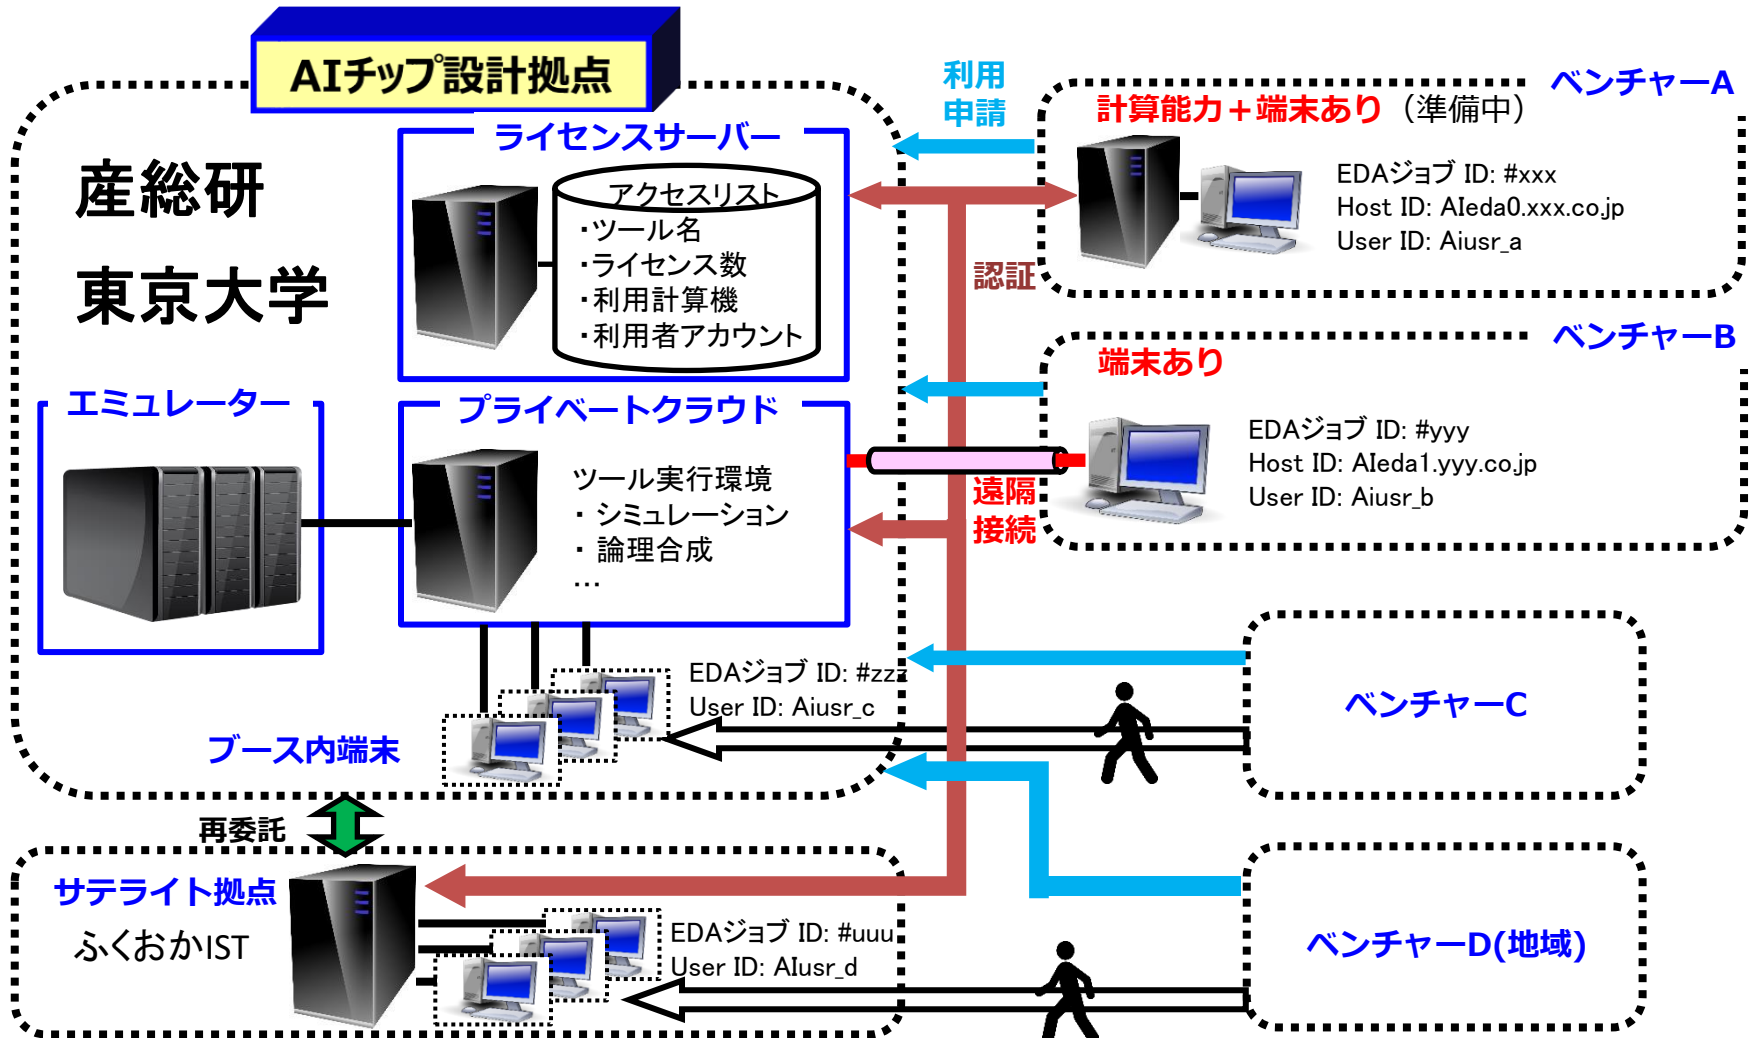 AIチップ設計拠点
産総研
東京大学
ライセンスサーバー
アクセスリスト
・ツール名
・ライセンス数
・利用計算機
・利用者アカウント
エミュレーター
プライベートクラウド
ツール実行環境
・ シミュレーション
・ 論理合成
…
EDAジョブ ID: #zzz
User ID: Aiusr_c
ブース内端末
再委託
サテライト拠点
ふくおかIST
EDAジョブ ID: #uuu
User ID: AIusr_d
利用
申請
認証
遠隔
接続
ベンチャーA
計算能力＋端末あり（準備中）
EDAジョブ ID: #xxx
Host ID: AIeda0.xxx.co.jp
User ID: Aiusr_a
ベンチャーB
端末あり
EDAジョブ ID: #yyy
Host ID: AIeda1.yyy.co.jp
User ID: Aiusr_b
ベンチャーC
ベンチャーD(地域)